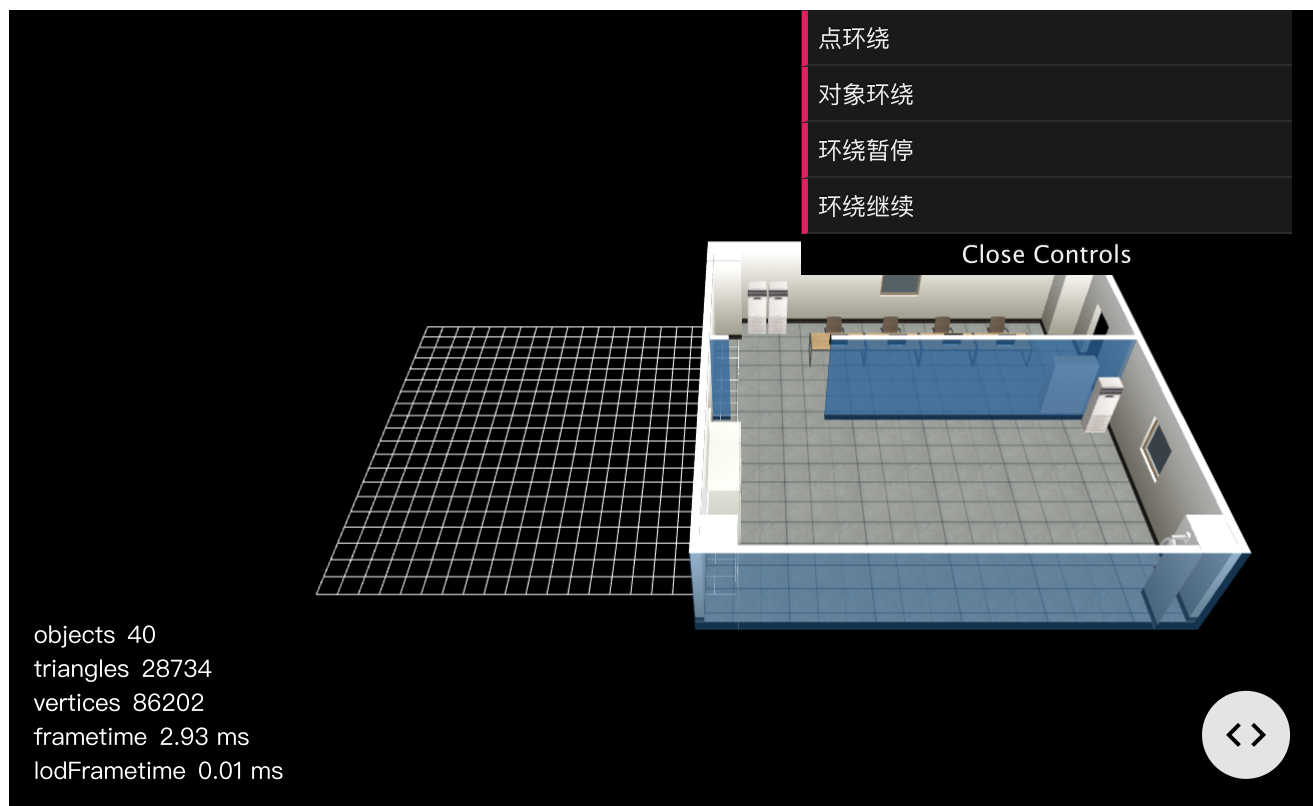 点环绕
对象环绕
环绕暂停
环绕继续
Close Controls
objects 40
triangles 28734
vertices 86202
frametime 2.93 ms
lodFrametime 0.01 ms